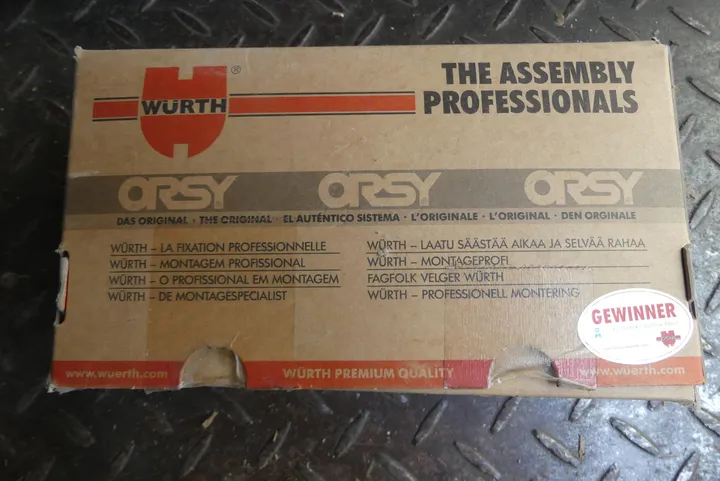 WÜRTH
®
THE ASSEMBLY
PROFESSIONALS
ORSY ORSY ORSY
DAS ORIGINAL · THE ORIGINAL · EL AUTÉNTICO SISTEMA · L'ORIGINALE · L'ORIGINAL · DEN ORGINALE
WÜRTH – LA FIXATION PROFESSIONNELLE
WÜRTH – MONTAGEM PROFISSIONAL
WÜRTH – O PROFISSIONAL EM MONTAGEM
WÜRTH – DE MONTAGESPECIALIST
WÜRTH – LAATU SÄÄSTÄÄ AIKAA JA SELVÄÄ RAHAA
WÜRTH – MONTAGEPROFI
FAGFOLK VELGER WÜRTH
WÜRTH – PROFESSIONELL MONTERING
GEWINNER
www.wuerth.com
WÜRTH PREMIUM QUALITY
www.wuerth.com